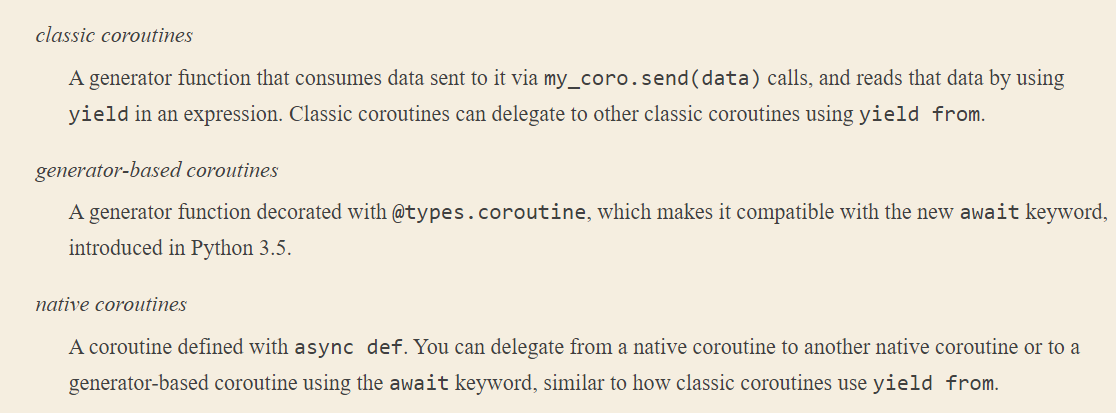 classic coroutines
A generator function that consumes data sent to it via my_coro.send(data) calls, and reads that data by using
yield in an expression. Classic coroutines can delegate to other classic coroutines using yield from.
generator-based coroutines
A generator function decorated with @types.coroutine, which makes it compatible with the new await keyword,
introduced in Python 3.5.
native coroutines
A coroutine defined with async def. You can delegate from a native coroutine to another native coroutine or to a
generator-based coroutine using the await keyword, similar to how classic coroutines use yield from.